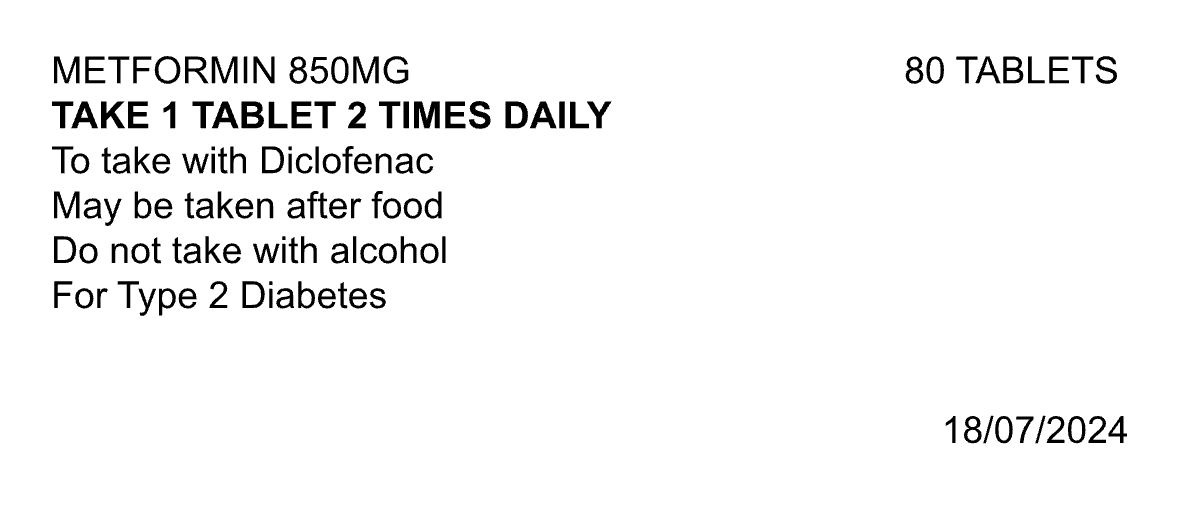 METFORMIN 850MG 80 TABLETS
TAKE 1 TABLET 2 TIMES DAILY
To take with Diclofenac
May be taken after food
Do not take with alcohol
For Type 2 Diabetes
18/07/2024